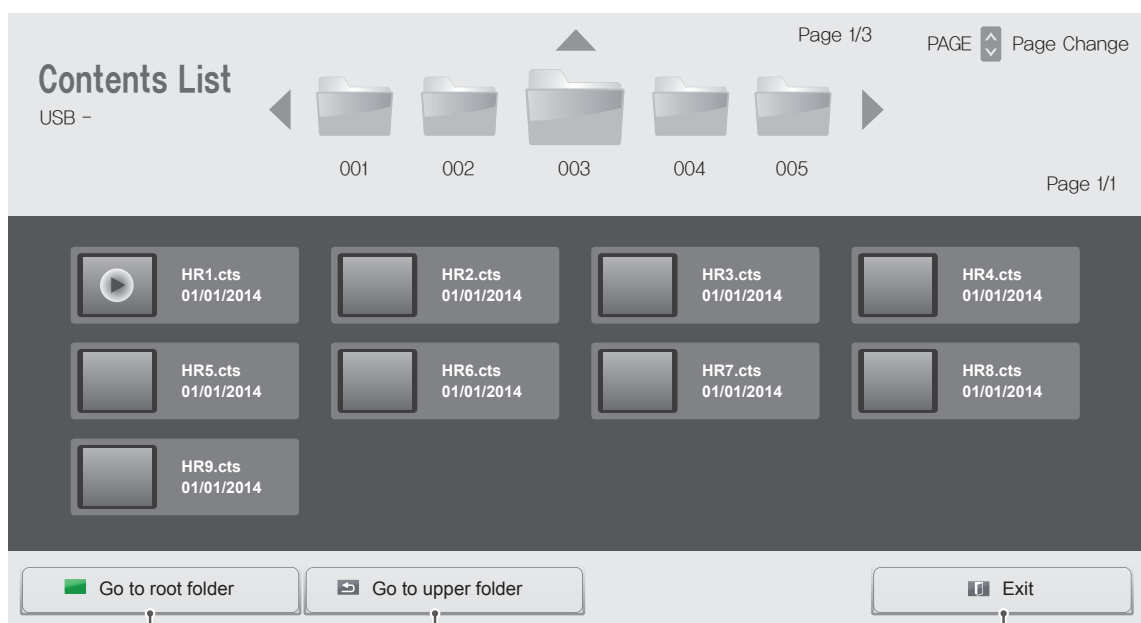 Page 1/3
PAGE Page Change
Contents List
USB -
001 002 003 004 005
Page 1/1
HR1.cts
01/01/2014
HR2.cts
01/01/2014
HR3.cts
01/01/2014
HR4.cts
01/01/2014
HR5.cts
01/01/2014
HR6.cts
01/01/2014
HR7.cts
01/01/2014
HR8.cts
01/01/2014
HR9.cts
01/01/2014
Go to root folder
Go to upper folder
Exit